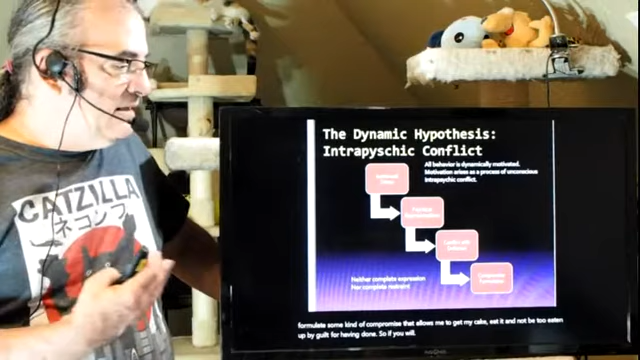 CATZILLA
ネコンラ
The Dynamic Hypothesis:
Intrapyschic Conflict
All behavior is dynamically motivated.
Motivation arises as a process of unconscious
intrapsychic conflict.
Neither complete expression
Nor complete restraint
formulate some kind of compromise that allows me to get my cake, eat it and not be too eaten
up by guilt for having done. So if you will.